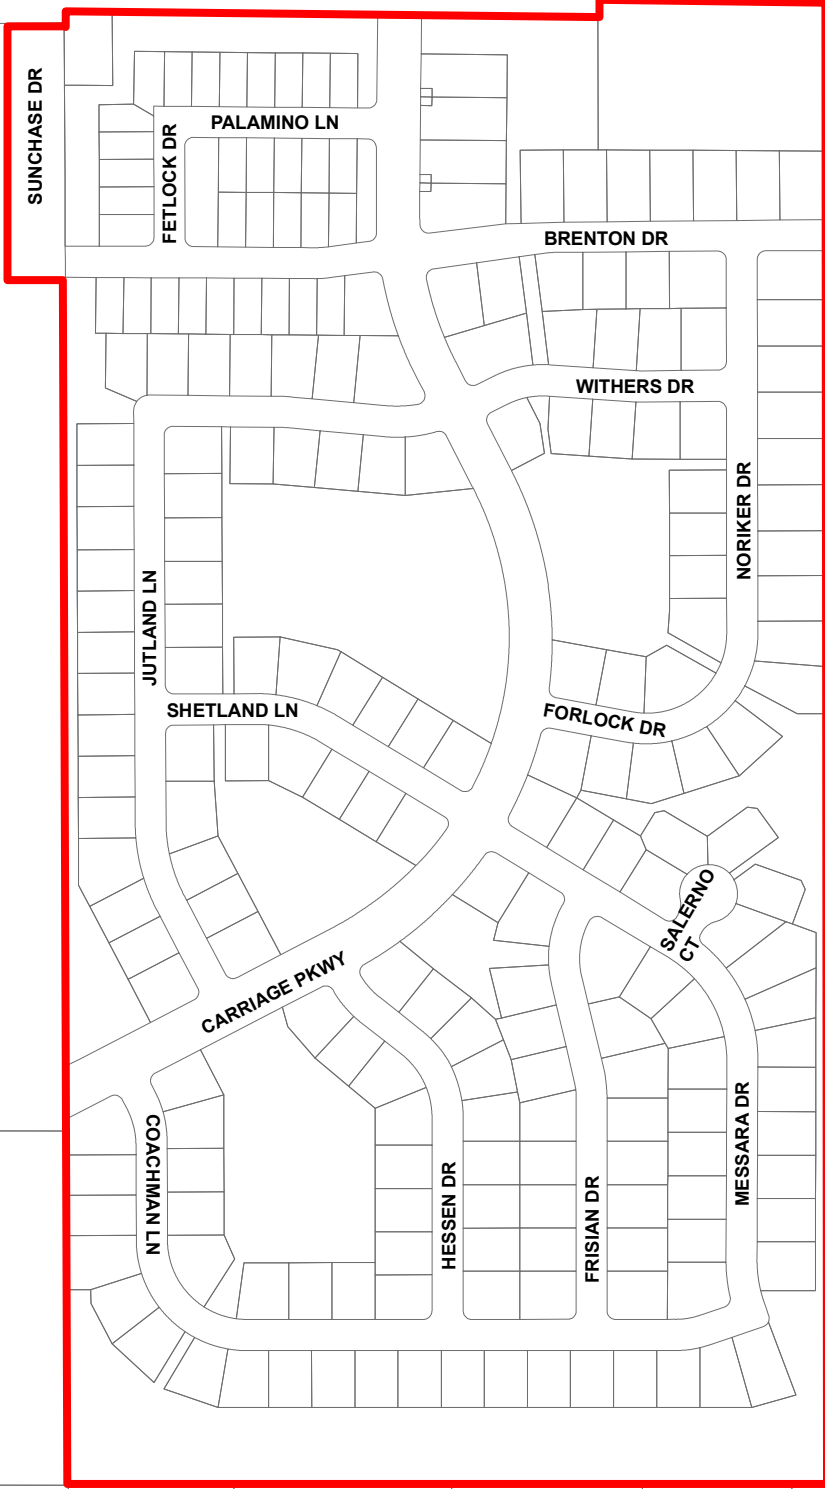 SUNCHASE DR
PALAMINO LN
FETLOCK DR
BRENTON DR
WITHERS DR
NORIKER DR
JUTLAND LN
SHETLAND LN
FORLOCK DR
SALERNO
CT
CARRIAGE PKWY
COACHMAN LN
HESSEN DR
FRISIAN DR
MESSARA DR